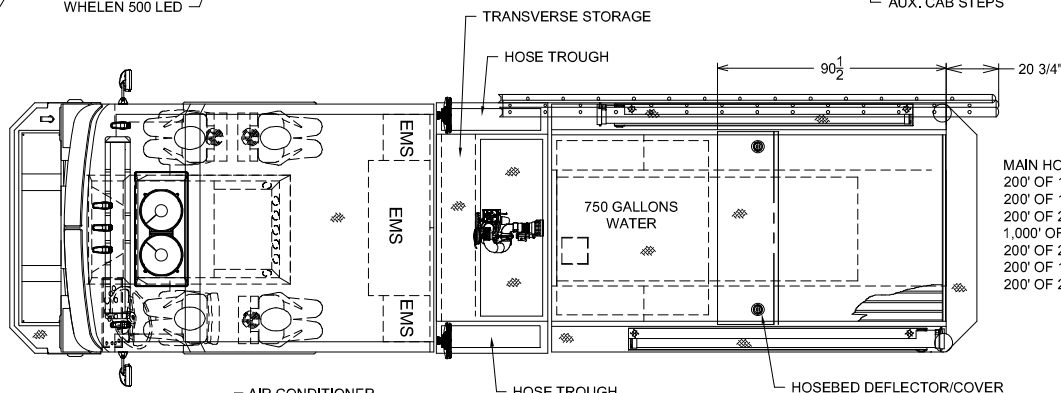 WHELEN 500 LED
AUX. CAB STEPS
TRANSVERSE STORAGE
HOSE TROUGH
90 1/2
20 3/4"
EMS
EMS
EMS
750 GALLONS
WATER
MAIN HO
200' OF 1
200' OF 1
200' OF 2
1,000' OF
200' OF 2
200' OF 1
200' OF 2
AIR CONDITIONER
HOSE TROUGH
HOSEBED DEFLECTOR/COVER